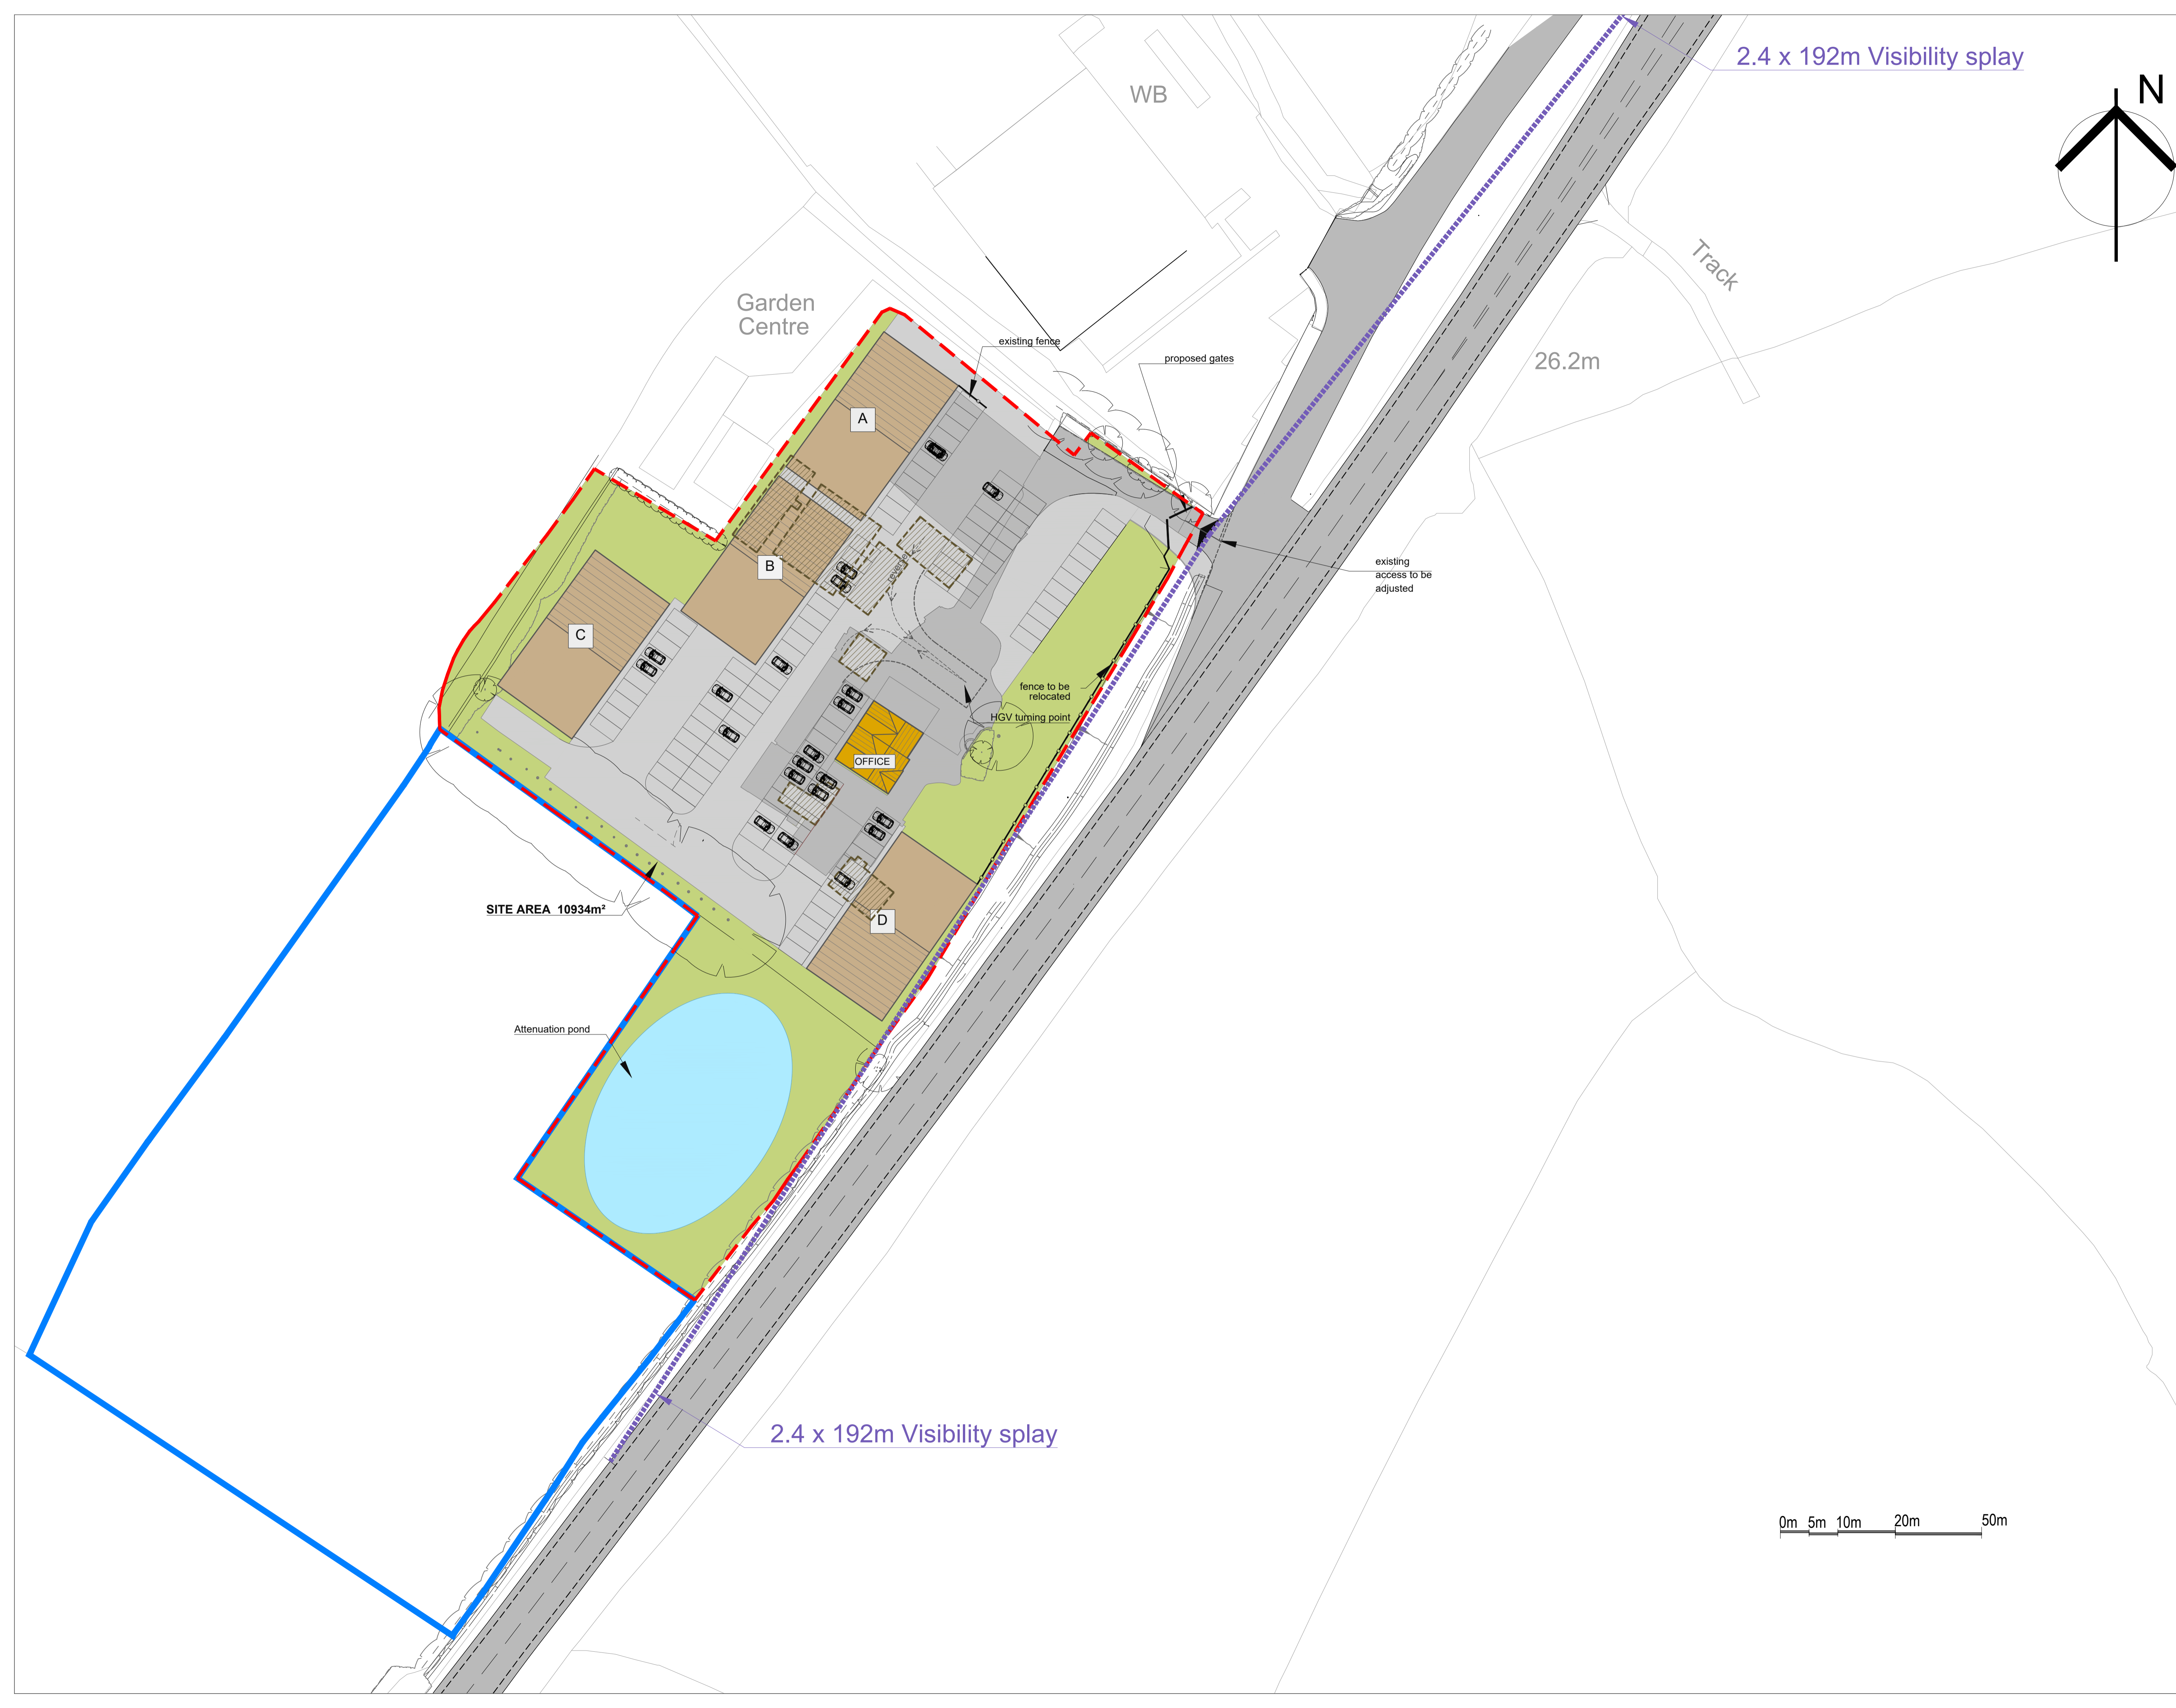 2.4 x 192m Visibility splay
N
WB
Track
Garden
Centre
existing fence
proposed gates
26.2m
A
B
C
reverse
existing
access to be
adjusted
fence to be
relocated
HGV turning point
OFFICE
D
SITE AREA 10934m²
Attenuation pond
2.4 x 192m Visibility splay
0m 5m 10m 20m 50m